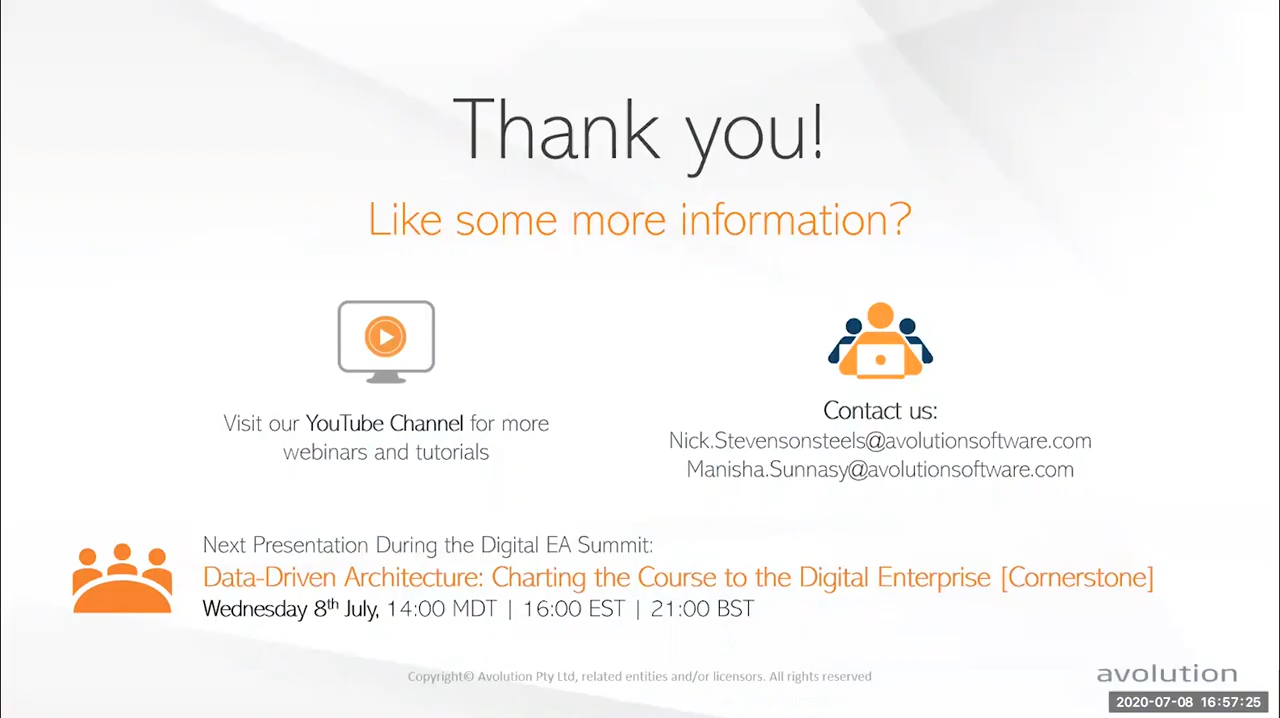 Thank you!
Like some more information?
Visit our YouTube Channel for more
webinars and tutorials
Contact us:
Nick.Stevensonsteels@avolutionsoftware.com
Manisha.Sunnasy@avolutionsoftware.com
Next Presentation During the Digital EA Summit:
Data-Driven Architecture: Charting the Course to the Digital Enterprise [Cornerstone]
Wednesday 8th July, 14:00 MDT | 16:00 EST | 21:00 BST
Copyright© Avolution Pty Ltd, related entities and/or licensors. All rights reserved
avolution
2020-07-08 16:57:25